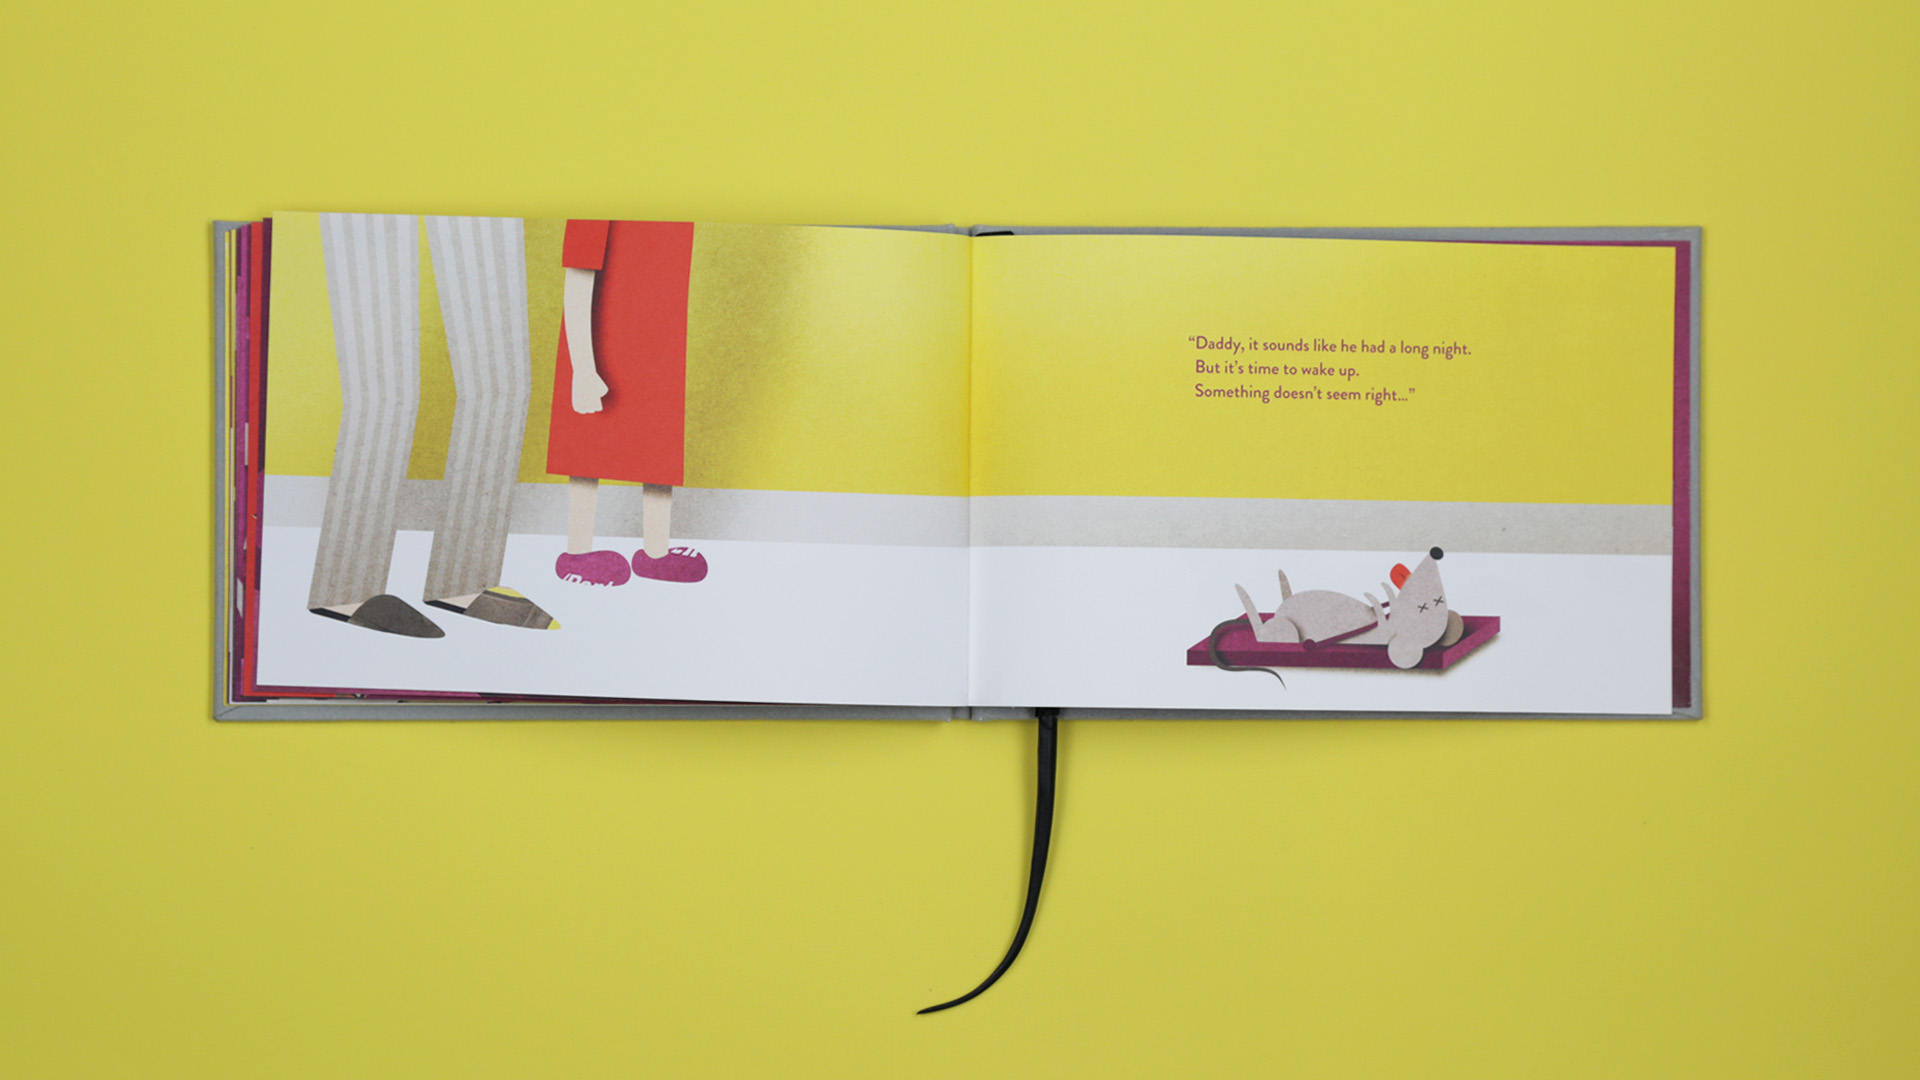 “Daddy, it sounds like he had a long night.
But it’s time to wake up.
Something doesn’t seem right…”